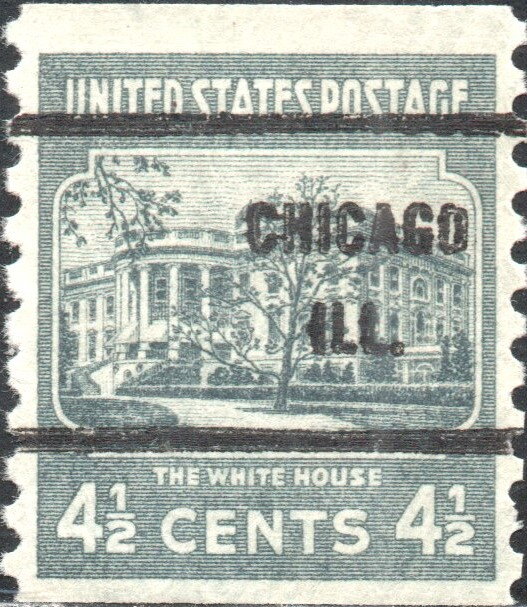 UNITED STATES POSTAGE
CHICAGO
ILL.
THE WHITE HOUSE
4½ CENTS 4½